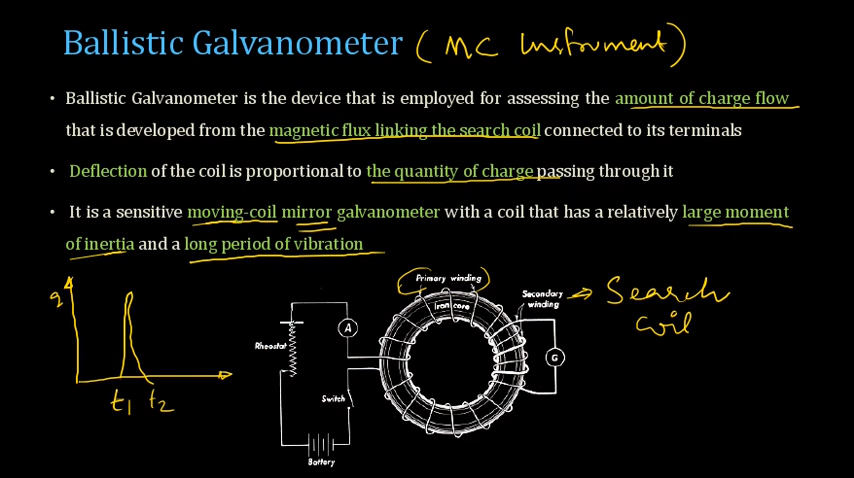 Ballistic Galvanometer (MC Instrument)
• Ballistic Galvanometer is the device that is employed for assessing the amount of charge flow
that is developed from the magnetic flux linking the search coil connected to its terminals
• Deflection of the coil is proportional to the quantity of charge passing through it
• It is a sensitive moving-coil mirror galvanometer with a coil that has a relatively large moment
of inertia and a long period of vibration
Primary winding
Secondary winding → Search coil
Iron core
q
A
Rheostat
G
Switch
t1 t2
Battery